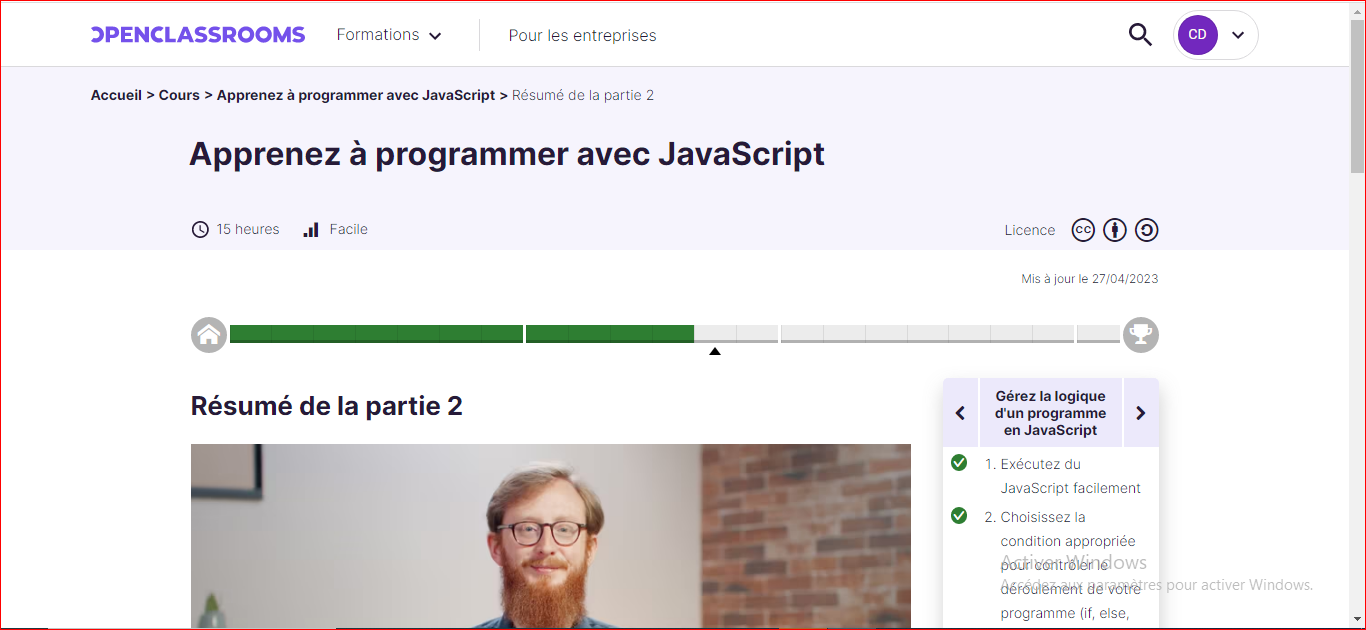 OPENCLASSROOMS
Formations
Pour les entreprises
CD
Accueil > Cours > Apprenez à programmer avec JavaScript > Résumé de la partie 2
Apprenez à programmer avec JavaScript
15 heures
Facile
Licence
CC
Mis à jour le 27/04/2023
Résumé de la partie 2
Gérez la logique
d'un programme
en JavaScript
1. Exécutez du
JavaScript facilement
2. Choisissez la
condition appropriée
pour contrôler le
déroulement de votre
programme (if, else,
Activer Windows
Accédez aux paramètres pour activer Windows.